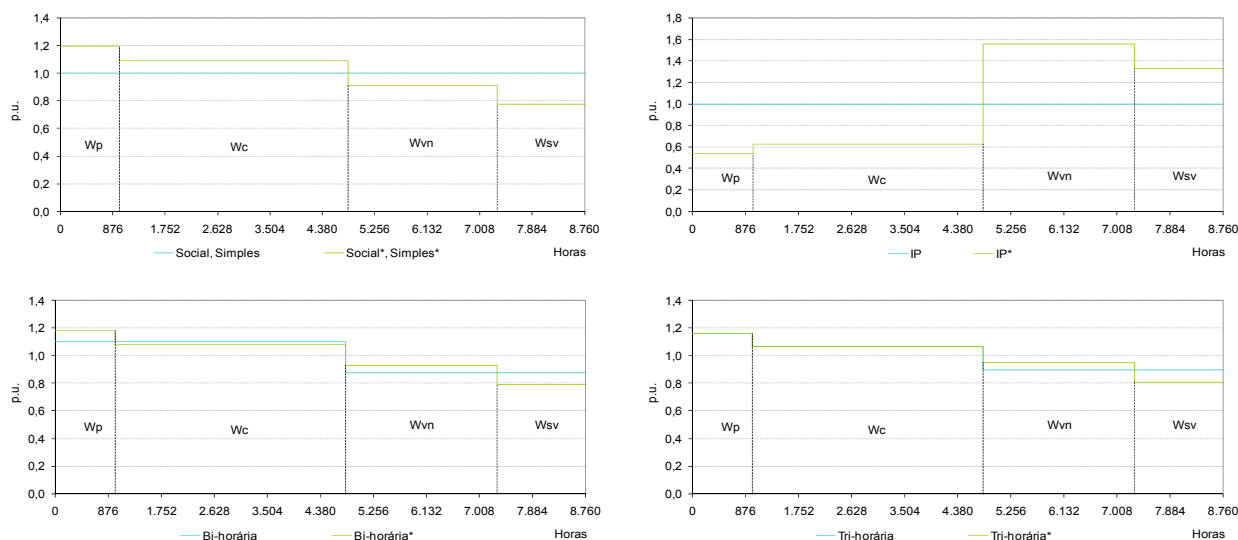 1,4
1,2
1,0
0,8
0,6
0,4
0,2
0,0
p.u.
Wp
Wc
Wvn
Wsv
0 876 1.752 2.628 3.504 4.380 5.256 6.132 7.008 7.884 8.760
Social, Simples Social*, Simples* Horas
1,8
1,6
1,4
1,2
1,0
0,8
0,6
0,4
0,2
0,0
p.u.
Wp
Wc
Wvn
Wsv
0 876 1.752 2.628 3.504 4.380 5.256 6.132 7.008 7.884 8.760
IP IP* Horas
1,4
1,2
1,0
0,8
0,6
0,4
0,2
0,0
p.u.
Wp
Wc
Wvn
Wsv
0 876 1.752 2.628 3.504 4.380 5.256 6.132 7.008 7.884 8.760
Bi-horária Bi-horária* Horas
1,4
1,2
1,0
0,8
0,6
0,4
0,2
0,0
p.u.
Wp
Wc
Wvn
Wsv
0 876 1.752 2.628 3.504 4.380 5.256 6.132 7.008 7.884 8.760
Tri-horária Tri-horária* Horas